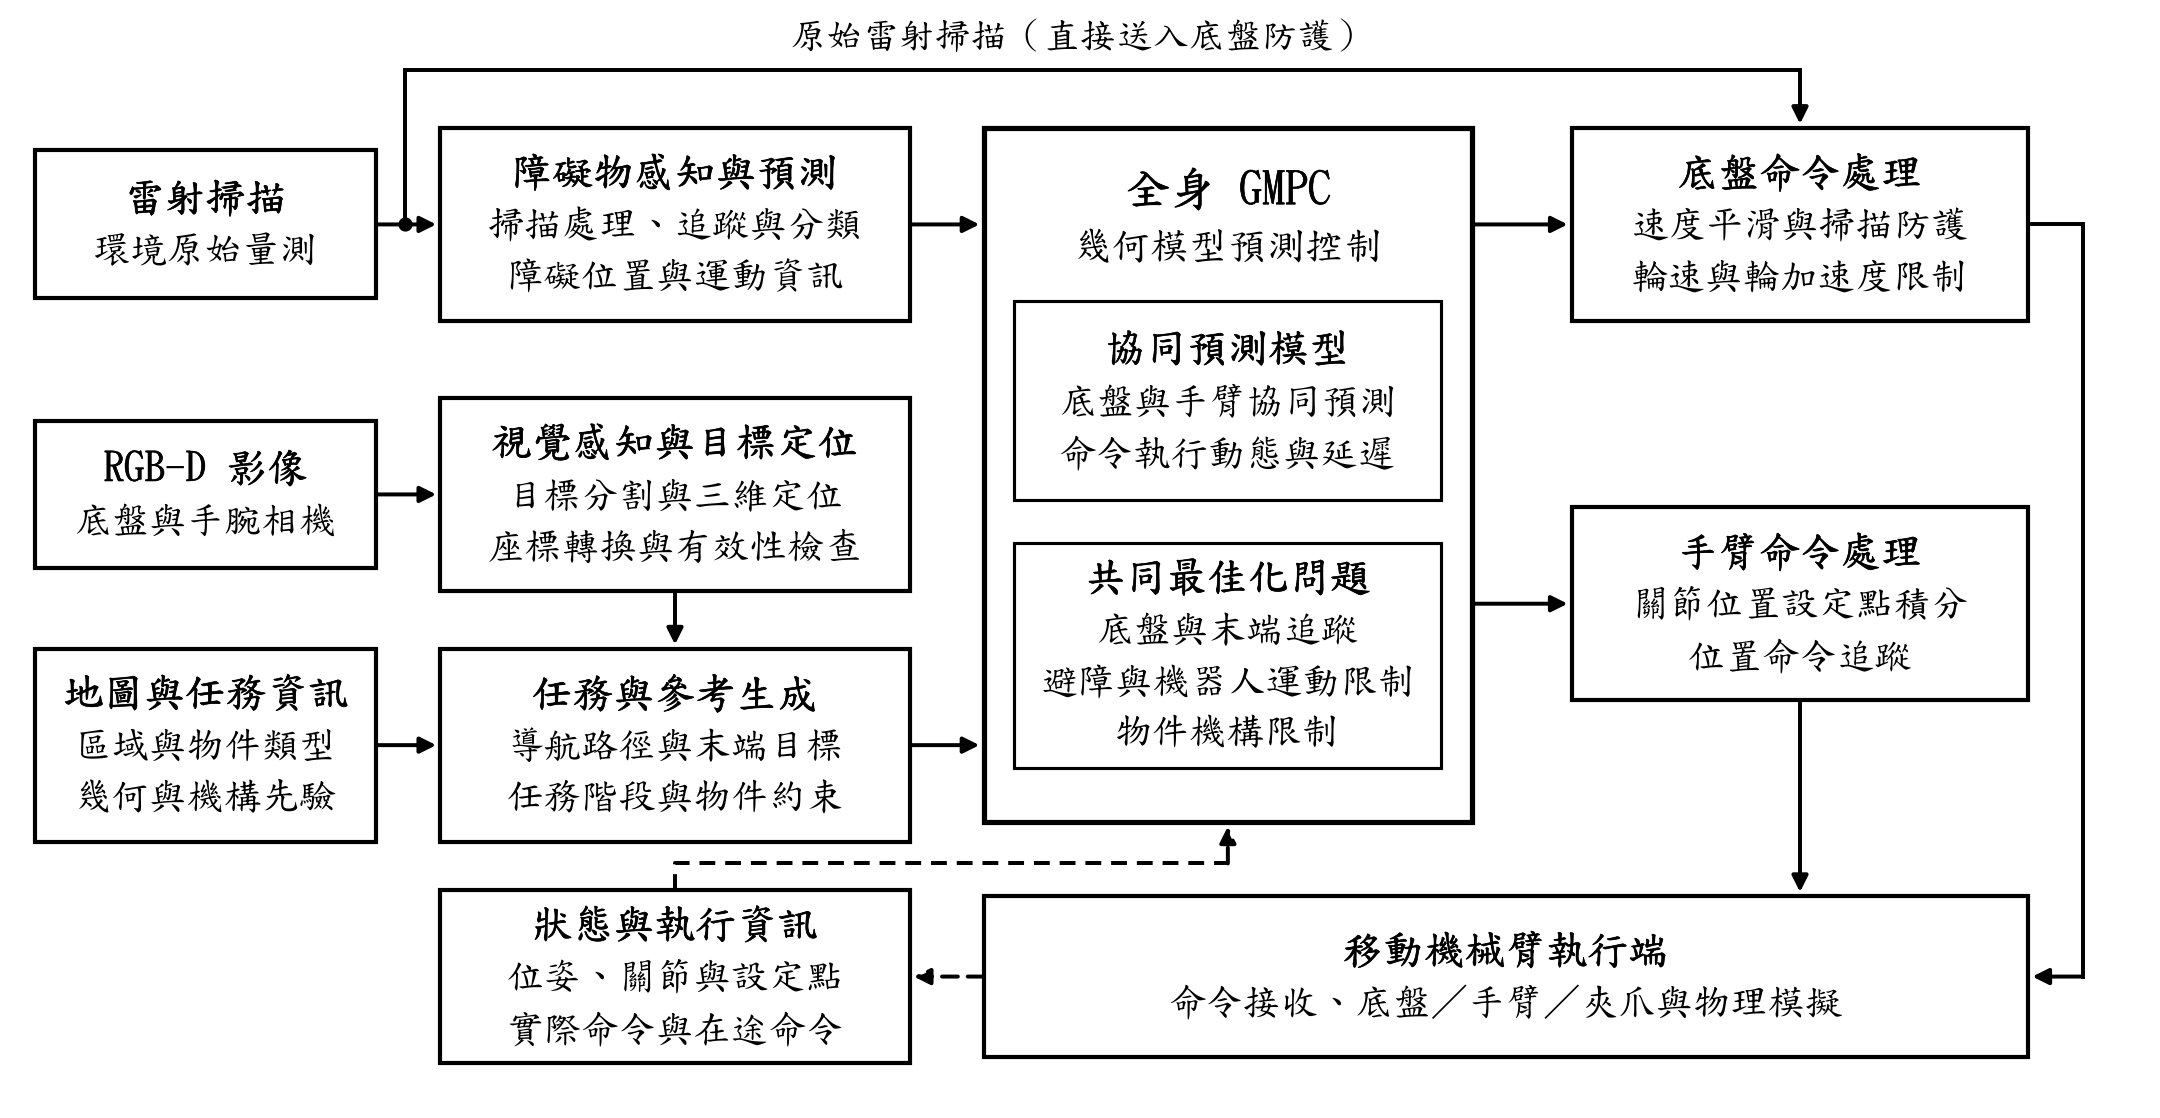 原始雷射掃描（直接送入底盤防護）
雷射掃描
環境原始量測
障礙物感知與預測
掃描處理、追蹤與分類
障礙位置與運動資訊
全身 GMPC
幾何模型預測控制
協同預測模型
底盤與手臂協同預測
命令執行動態與延遲
共同最佳化問題
底盤與末端追蹤
避障與機器人運動限制
物件機構限制
底盤命令處理
速度平滑與掃描防護
輪速與輪加速度限制
RGB-D 影像
底盤與手腕相機
視覺感知與目標定位
目標分割與三維定位
座標轉換與有效性檢查
手臂命令處理
關節位置設定點積分
位置命令追蹤
地圖與任務資訊
區域與物件類型
幾何與機構先驗
任務與參考生成
導航路徑與末端目標
任務階段與物件約束
狀態與執行資訊
位姿、關節與設定點
實際命令與在途命令
移動機械臂執行端
命令接收、底盤／手臂／夾爪與物理模擬